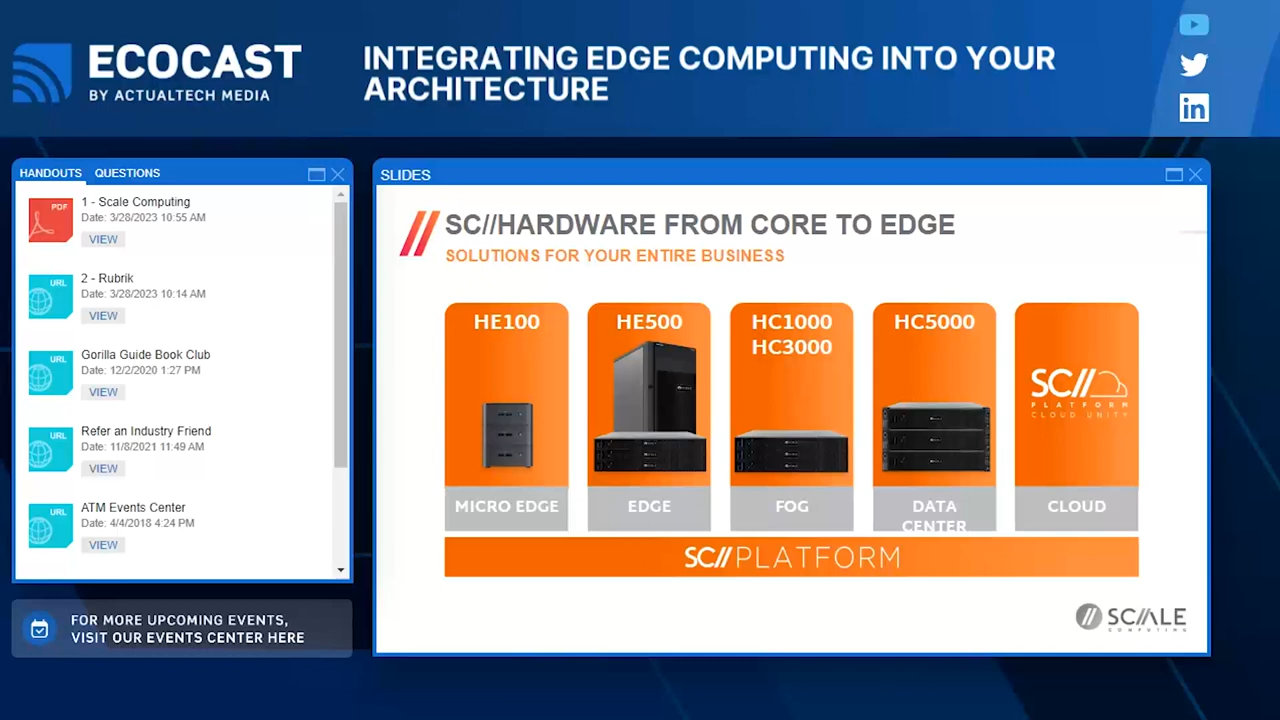 ECOCAST
BY ACTUALTECH MEDIA
INTEGRATING EDGE COMPUTING INTO YOUR
ARCHITECTURE
in
HANDOUTS QUESTIONS
PDF
1 - Scale Computing
Date: 3/28/2023 10:55 AM
VIEW
URL
2 - Rubrik
Date: 3/28/2023 10:14 AM
VIEW
URL
Gorilla Guide Book Club
Date: 12/2/2020 1:27 PM
VIEW
URL
Refer an Industry Friend
Date: 11/8/2021 11:49 AM
VIEW
URL
ATM Events Center
Date: 4/4/2018 4:24 PM
VIEW
FOR MORE UPCOMING EVENTS,
VISIT OUR EVENTS CENTER HERE
SLIDES
SC//HARDWARE FROM CORE TO EDGE
SOLUTIONS FOR YOUR ENTIRE BUSINESS
HE100
MICRO EDGE
HE500
EDGE
HC1000
HC3000
FOG
HC5000
DATA
CENTER
SC//
PLATFORM
CLOUD UNITY
CLOUD
SC//PLATFORM
SCALE
COMPUTING